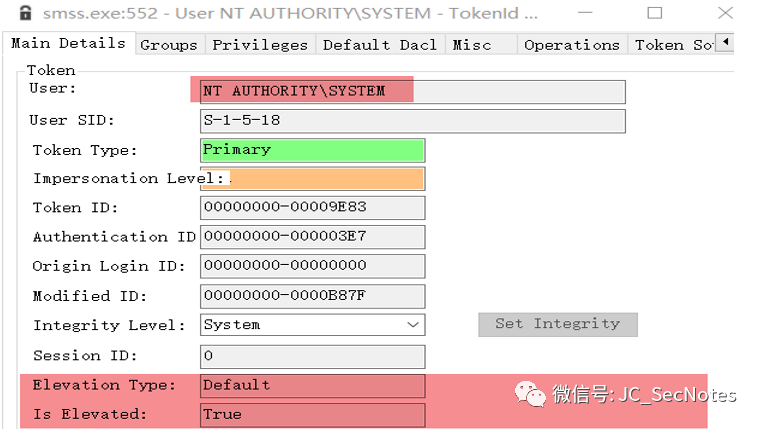 smss.exe:552 - User NT AUTHORITY\SYSTEM - TokenId ...
Main Details Groups Privileges Default Dacl Misc Operations Token So
Token
User: NT AUTHORITY\SYSTEM
User SID: S-1-5-18
Token Type: Primary
Impersonation Level:
Token ID: 00000000-00009E83
Authentication ID 00000000-000003E7
Origin Login ID: 00000000-00000000
Modified ID: 00000000-0000B87F
Integrity Level: System Set Integrity
Session ID: 0
Elevation Type: Default
微信号: JC_SecNotes
Is Elevated: True